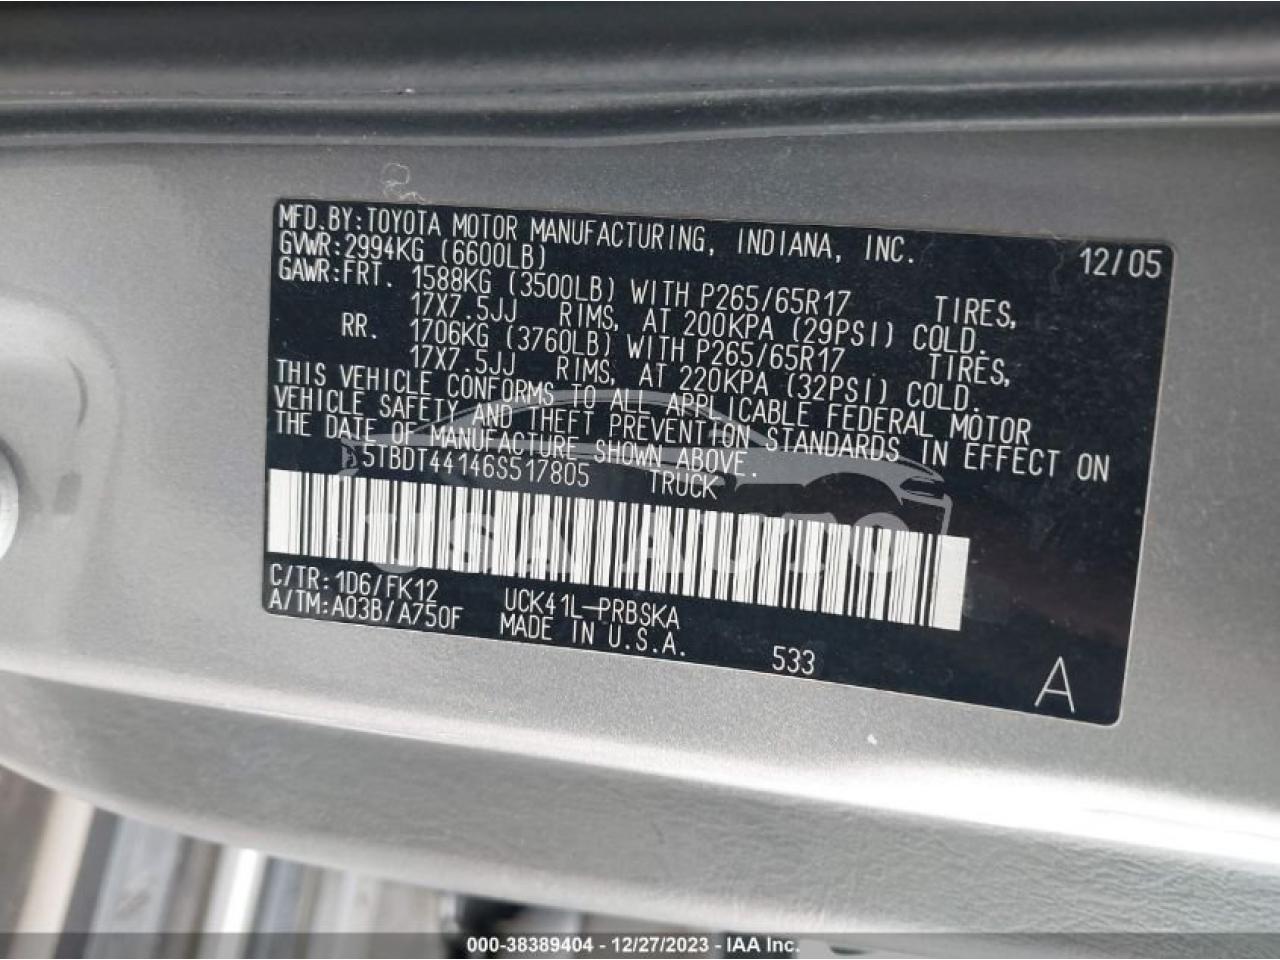 MFD.BY:TOYOTA MOTOR MANUFACTURING, INDIANA, INC. 12/05
GVWR:2994KG (6600LB)
GAWR:FRT. 1588KG (3500LB) WITH P265/65R17 TIRES,
17X7.5JJ RIMS, AT 200KPA (29PSI) COLD.
RR. 1706KG (3760LB) WITH P265/65R17 TIRES,
17X7.5JJ RIMS, AT 220KPA (32PSI) COLD.
THIS VEHICLE CONFORMS TO ALL APPLICABLE FEDERAL MOTOR
VEHICLE SAFETY AND THEFT PREVENTION STANDARDS IN EFFECT ON
THE DATE OF MANUFACTURE SHOWN ABOVE.
5TBDT44146S517805 TRUCK
USA AUTO
C/TR:1D6/FK12 UCK41L-PRBSKA
A/TM:A03B/A750F MADE IN U.S.A. 533 A
000-38389404 - 12/27/2023 - IAA Inc.